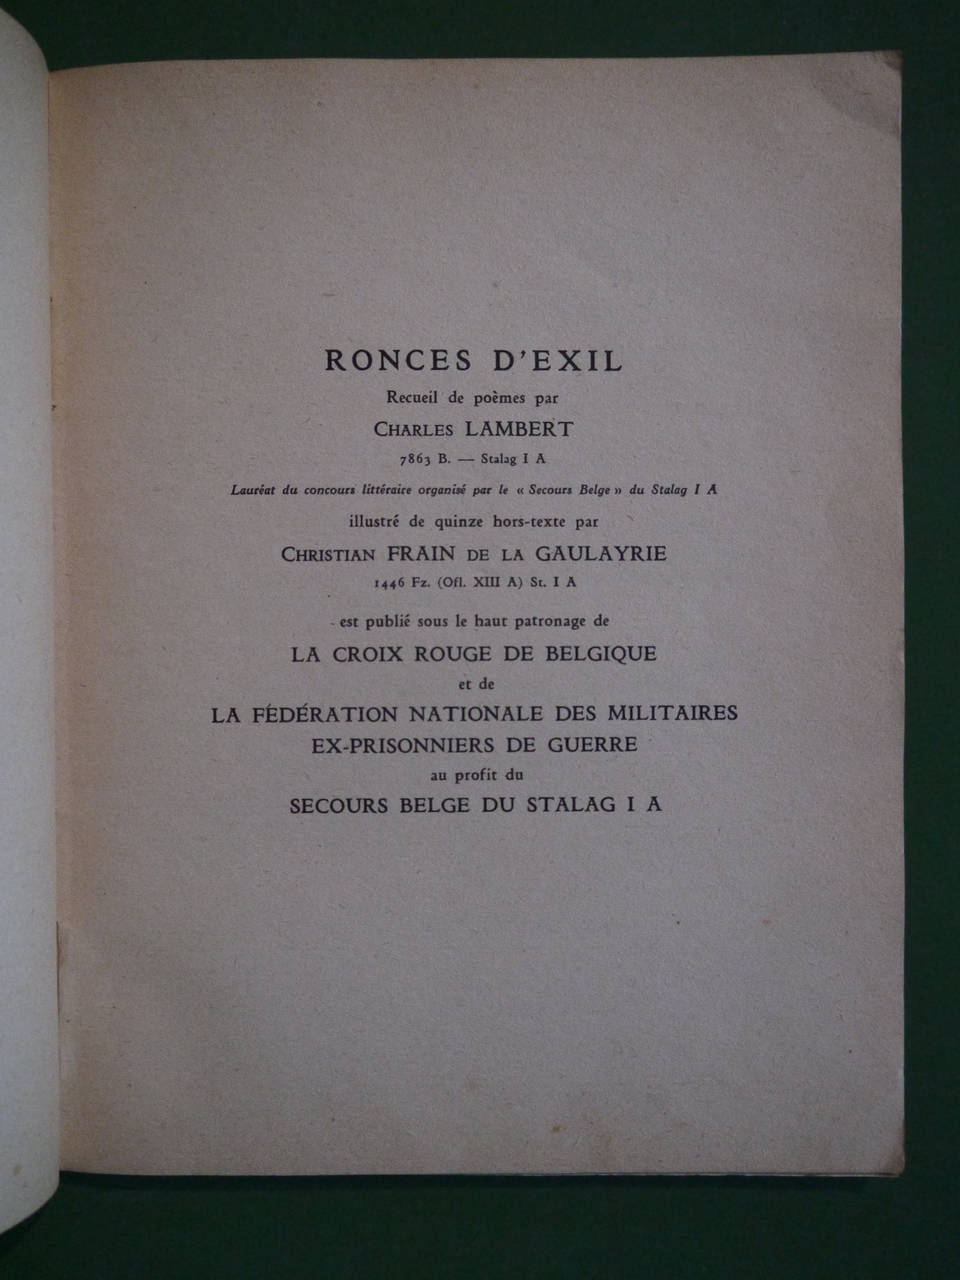 RONCES D'EXIL
Recueil de poèmes par
CHARLES LAMBERT
7863 B. — Stalag I A
Lauréat du concours littéraire organisé par le « Secours Belge » du Stalag I A
illustré de quinze hors-texte par
CHRISTIAN FRAIN DE LA GAULAYRIE
1446 Fz. (Ofl. XIII A) St. I A
est publié sous le haut patronage de
LA CROIX ROUGE DE BELGIQUE
et de
LA FÉDÉRATION NATIONALE DES MILITAIRES
EX-PRISONNIERS DE GUERRE
au profit du
SECOURS BELGE DU STALAG I A